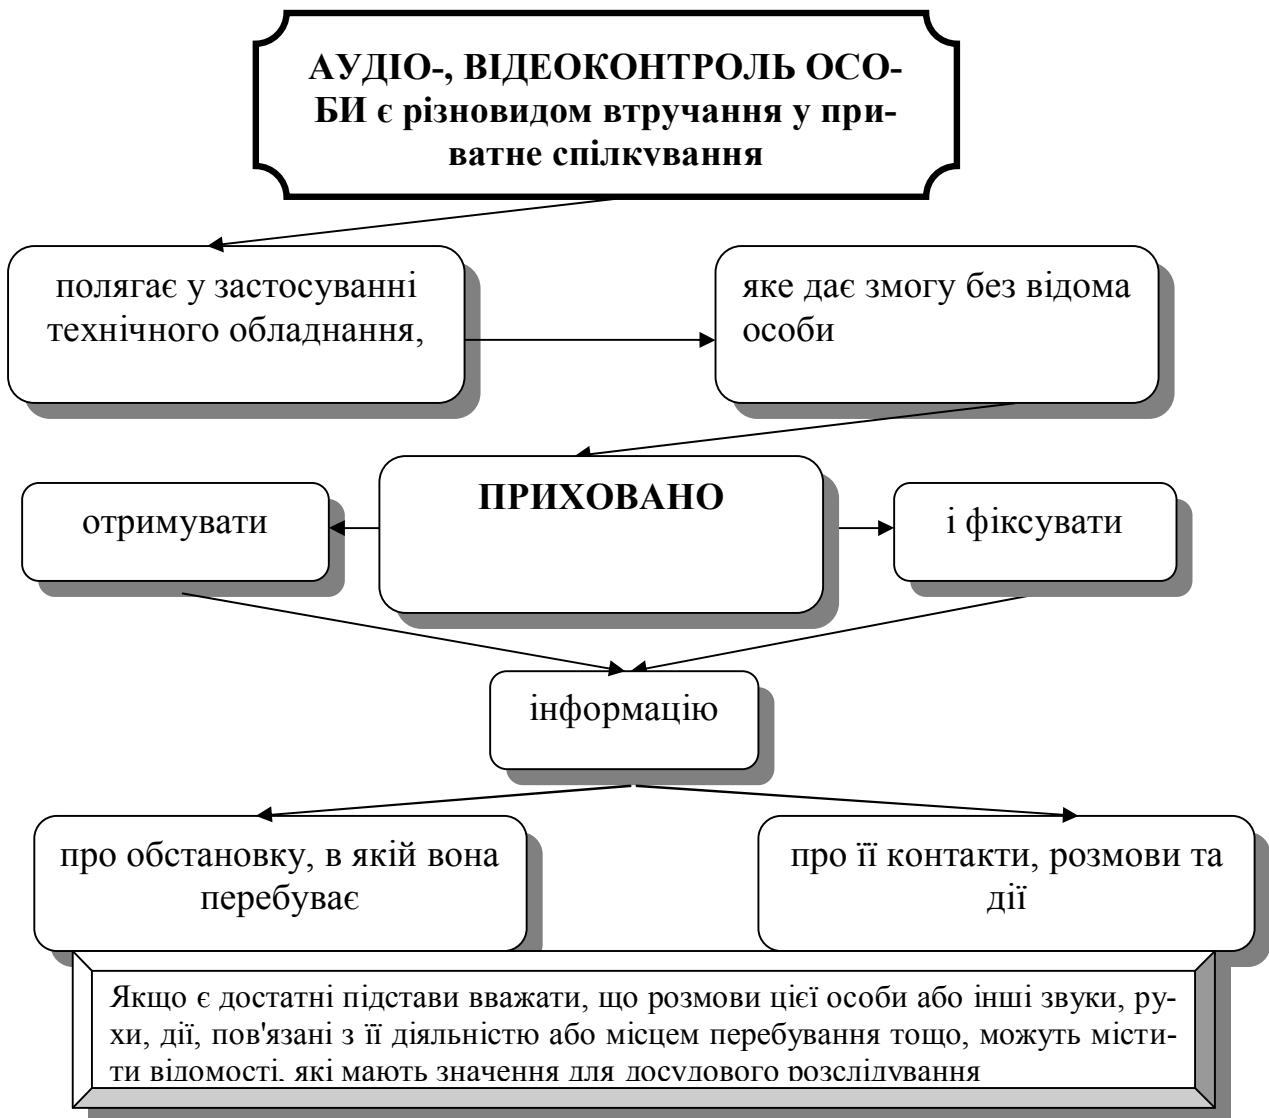 АУДІО-, ВІДЕОКОНТРОЛЬ ОСО-
БИ є різновидом втручання у при-
ватне спілкування
полягає у застосуванні
технічного обладнання,
яке дає змогу без відома
особи
ПРИХОВАНО
отримувати
і фіксувати
інформацію
про обстановку, в якій вона
перебуває
про її контакти, розмови та
дії
Якщо є достатні підстави вважати, що розмови цієї особи або інші звуки, ру-
хи, дії, пов'язані з її діяльністю або місцем перебування тощо, можуть місти-
ти відомості, які мають значення для досудового розслідування